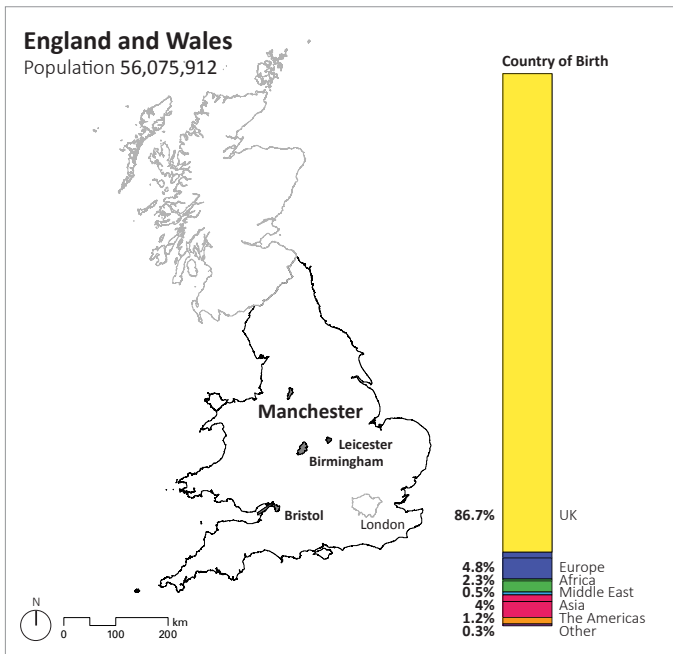 England and Wales
Population 56,075,912
Country of Birth
Manchester
Leicester
Birmingham
Bristol
London
86.7% UK
4.8% Europe
2.3% Africa
0.5% Middle East
4% Asia
1.2% The Americas
0.3% Other
N
km
0 100 200